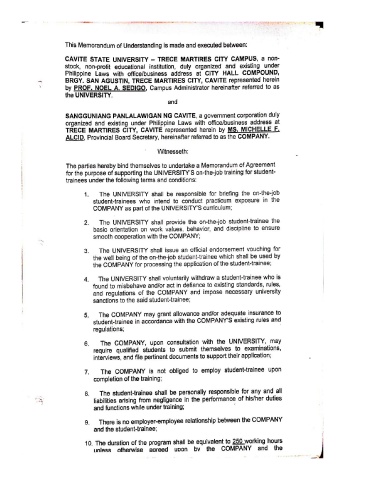 This Memorandum of Understanding is made and executed between:
CAVITE STATE UNIVERSITY – TRECE MARTIRES CITY CAMPUS, a non-
stock, non-profit educational institution, duly organized and existing under
Philippine Laws with office/business address at CITY HALL COMPOUND,
BRGY. SAN AGUSTIN, TRECE MARTIRES CITY, CAVITE represented herein
by PROF. NOEL A. SEDIGO, Campus Administrator hereinafter referred to as
the UNIVERSITY.
and
SANGGUNIANG PANLALAWIGAN NG CAVITE, a government corporation duly
organized and existing under Philippine Laws with office/business address at
TRECE MARTIRES CITY, CAVITE represented herein by MS. MICHELLE F.
ALCID, Provincial Board Secretary, hereinafter referred to as the COMPANY.
Witnesseth:
The parties hereby bind themselves to undertake a Memorandum of Agreement
for the purpose of supporting the UNIVERSITY'S on-the-job training for student-
trainees under the following terms and conditions:
1. The UNIVERSITY shall be responsible for briefing the on-the-job
student-trainees who intend to conduct practicum exposure in the
COMPANY as part of the UNIVERSITY'S curriculum;
2. The UNIVERSITY shall provide the on-the-job student-trainee the
basic orientation on work values, behavior, and discipline to ensure
smooth cooperation with the COMPANY;
3. The UNIVERSITY shall issue an official endorsement vouching for
the well being of the on-the-job student-trainee which shall be used by
the COMPANY for processing the application of the student-trainee;
4. The UNIVERSITY shall voluntarily withdraw a student-trainee who is
found to misbehave and/or act in defiance to existing standards, rules,
and regulations of the COMPANY and impose necessary university
sanctions to the said student-trainee;
5. The COMPANY may grant allowance and/or adequate insurance to
student-trainee in accordance with the COMPANY'S existing rules and
regulations;
6. The COMPANY, upon consultation with the UNIVERSITY, may
require qualified students to submit themselves to examinations,
interviews, and file pertinent documents to support their application;
7. The COMPANY is not obliged to employ student-trainee upon
completion of the training;
8. The student-trainee shall be personally responsible for any and all
liabilities arising from negligence in the performance of his/her duties
and functions while under training;
9. There is no employer-employee relationship between the COMPANY
and the student-trainee;
10. The duration of the program shall be equivalent to 280 working hours
unless otherwise agreed upon by the COMPANY and the